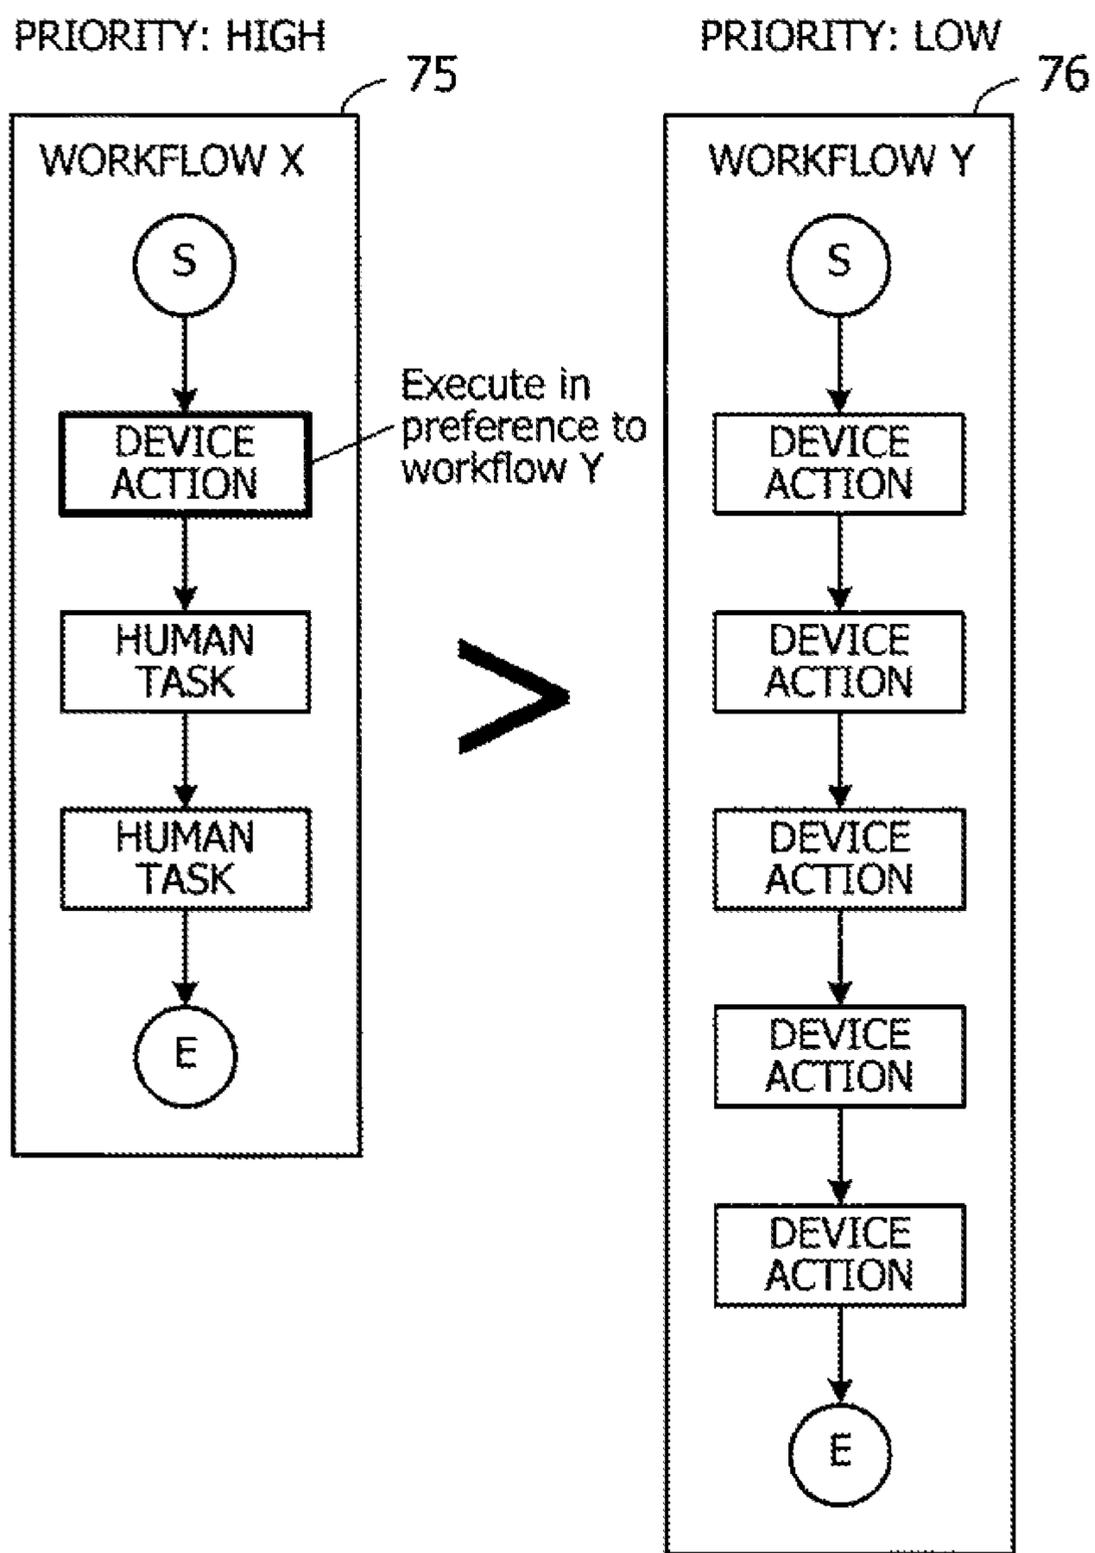 PRIORITY: HIGH
75
WORKFLOW X
S
DEVICE
ACTION
Execute in
preference to
workflow Y
HUMAN
TASK
HUMAN
TASK
E
>
PRIORITY: LOW
76
WORKFLOW Y
S
DEVICE
ACTION
DEVICE
ACTION
DEVICE
ACTION
DEVICE
ACTION
DEVICE
ACTION
E